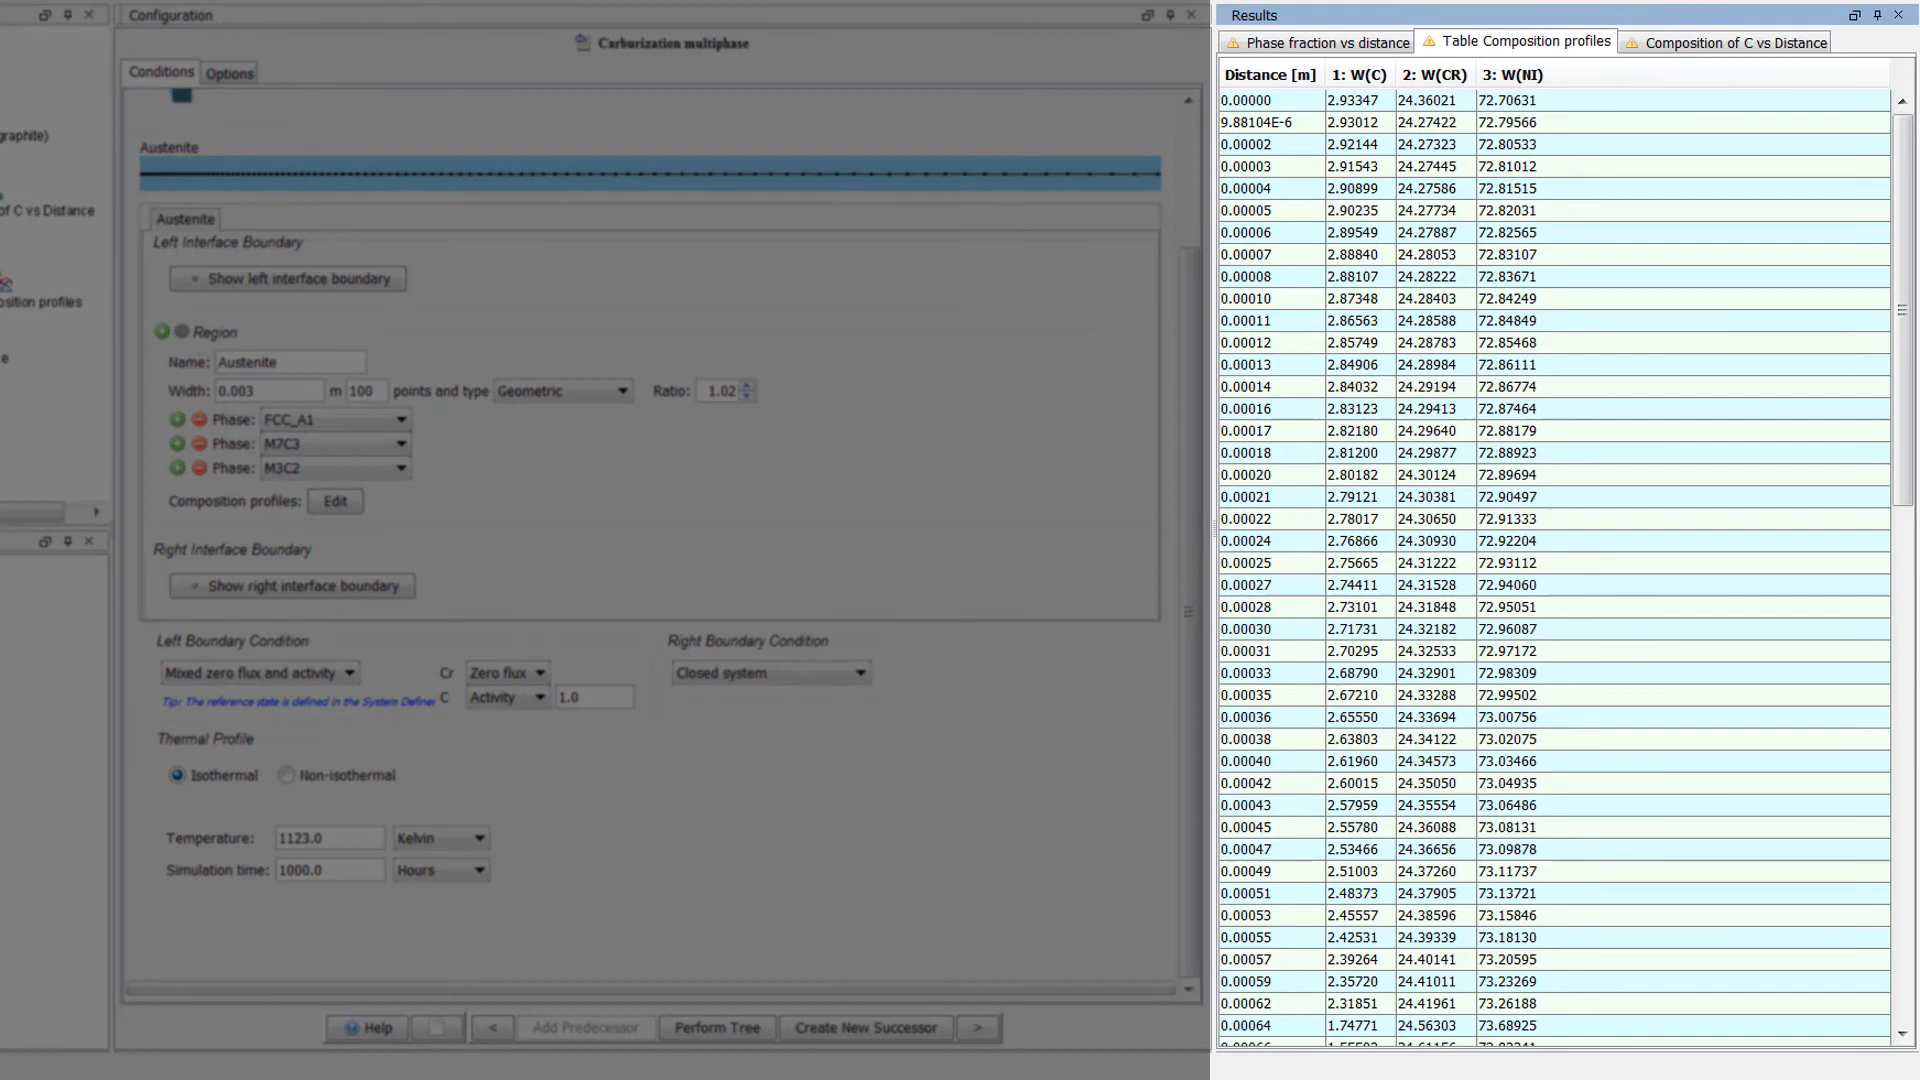 Configuration
Results
Carburization multiphase
Phase fraction vs distance
Table Composition profiles
Composition of C vs Distance
Conditions
Options
raphite)
of C vs Distance
osition profiles
e
Austenite
Austenite
Left Interface Boundary
Show left interface boundary
Region
Name: Austenite
Width: 0.003 m 100 points and type Geometric Ratio: 1.02
Phase: FCC_A1
Phase: M7C3
Phase: M3C2
Composition profiles: Edit
Right Interface Boundary
Show right interface boundary
Left Boundary Condition
Right Boundary Condition
Mixed zero flux and activity
Cr Zero flux
Closed system
Tip: The reference state is defined in the System Definer
C Activity 1.0
Thermal Profile
Isothermal Non-isothermal
Temperature: 1123.0 Kelvin
Simulation time: 1000.0 Hours
Help < Add Predecessor Perform Tree Create New Successor >
Distance [m] 1: W(C) 2: W(CR) 3: W(NI)
0.00000 2.93347 24.36021 72.70631
9.88104E-6 2.93012 24.27422 72.79566
0.00002 2.92144 24.27323 72.80533
0.00003 2.91543 24.27445 72.81012
0.00004 2.90899 24.27586 72.81515
0.00005 2.90235 24.27734 72.82031
0.00006 2.89549 24.27887 72.82565
0.00007 2.88840 24.28053 72.83107
0.00008 2.88107 24.28222 72.83671
0.00010 2.87348 24.28403 72.84249
0.00011 2.86563 24.28588 72.84849
0.00012 2.85749 24.28783 72.85468
0.00013 2.84906 24.28984 72.86111
0.00014 2.84032 24.29194 72.86774
0.00016 2.83123 24.29413 72.87464
0.00017 2.82180 24.29640 72.88179
0.00018 2.81200 24.29877 72.88923
0.00020 2.80182 24.30124 72.89694
0.00021 2.79121 24.30381 72.90497
0.00022 2.78017 24.30650 72.91333
0.00024 2.76866 24.30930 72.92204
0.00025 2.75665 24.31222 72.93112
0.00027 2.74411 24.31528 72.94060
0.00028 2.73101 24.31848 72.95051
0.00030 2.71731 24.32182 72.96087
0.00031 2.70295 24.32533 72.97172
0.00033 2.68790 24.32901 72.98309
0.00035 2.67210 24.33288 72.99502
0.00036 2.65550 24.33694 73.00756
0.00038 2.63803 24.34122 73.02075
0.00040 2.61960 24.34573 73.03466
0.00042 2.60015 24.35050 73.04935
0.00043 2.57959 24.35554 73.06486
0.00045 2.55780 24.36088 73.08131
0.00047 2.53466 24.36656 73.09878
0.00049 2.51003 24.37260 73.11737
0.00051 2.48373 24.37905 73.13721
0.00053 2.45557 24.38596 73.15846
0.00055 2.42531 24.39339 73.18130
0.00057 2.39264 24.40141 73.20595
0.00059 2.35720 24.41011 73.23269
0.00062 2.31851 24.41961 73.26188
0.00064 1.74771 24.56303 73.68925